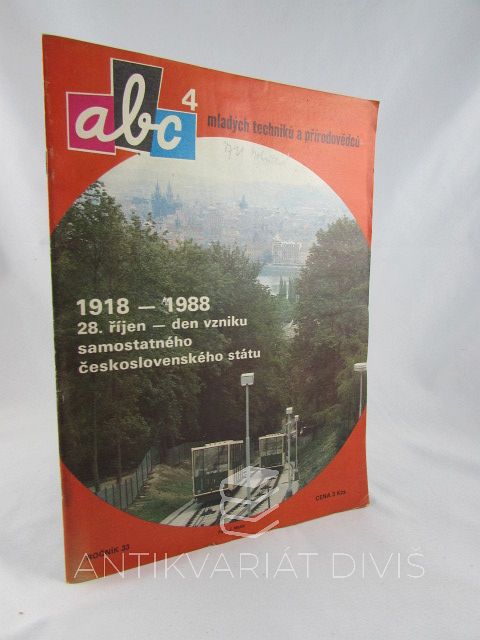 abc 4
mladých techniků a přírodovědců
1918 — 1988
28. říjen — den vzniku
samostatného
československého státu
CENA 3 Kčs
ROČNÍK 33
ANTIKVARIÁT DIVIŠ